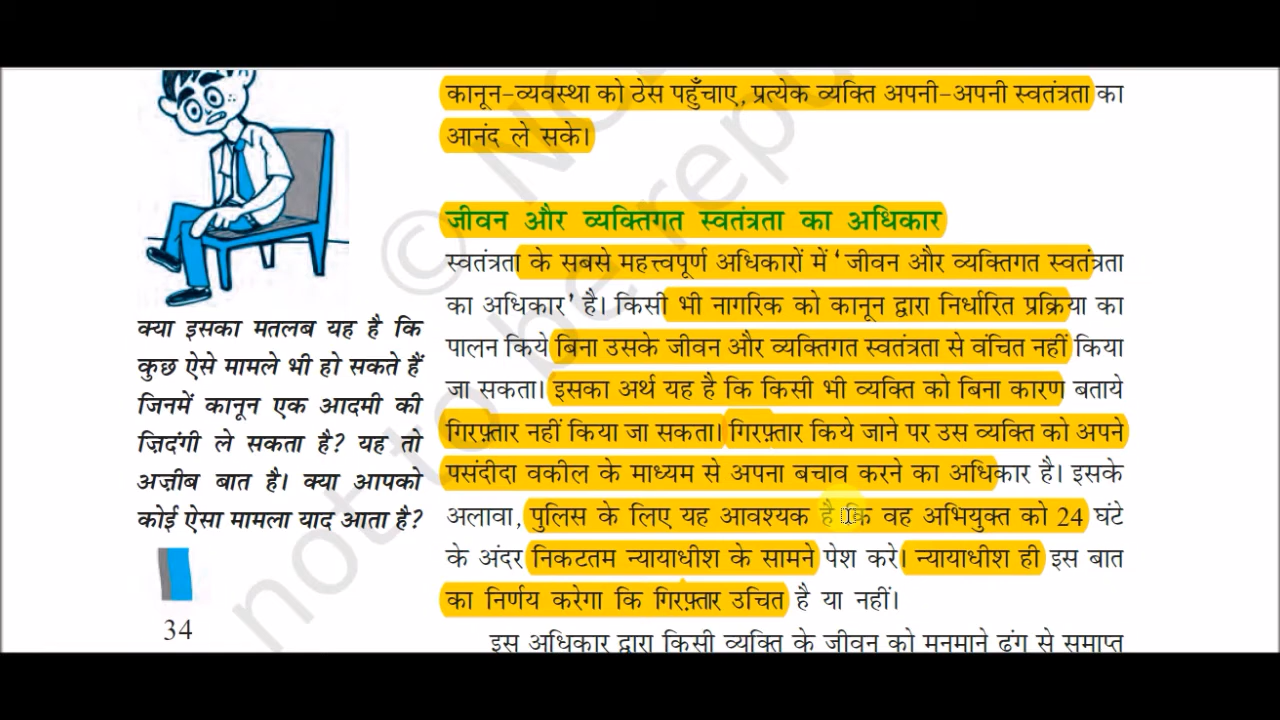 कानून-व्यवस्था को ठेस पहुँचाए, प्रत्येक व्यक्ति अपनी-अपनी स्वतंत्रता का
आनंद ले सके।
जीवन और व्यक्तिगत स्वतंत्रता का अधिकार
स्वतंत्रता के सबसे महत्त्वपूर्ण अधिकारों में ‘जीवन और व्यक्तिगत स्वतंत्रता
का अधिकार’ है। किसी भी नागरिक को कानून द्वारा निर्धारित प्रक्रिया का
पालन किये बिना उसके जीवन और व्यक्तिगत स्वतंत्रता से वंचित नहीं किया
जा सकता। इसका अर्थ यह है कि किसी भी व्यक्ति को बिना कारण बताये
गिरफ़्तार नहीं किया जा सकता। गिरफ़्तार किये जाने पर उस व्यक्ति को अपने
पसंदीदा वकील के माध्यम से अपना बचाव करने का अधिकार है। इसके
अलावा, पुलिस के लिए यह आवश्यक है कि वह अभियुक्त को 24 घंटे
के अंदर निकटतम न्यायाधीश के सामने पेश करे। न्यायाधीश ही इस बात
का निर्णय करेगा कि गिरफ़्तार उचित है या नहीं।
इस अधिकार द्वारा किसी व्यक्ति के जीवन को मनमाने ढंग से समाप्त
क्या इसका मतलब यह है कि
कुछ ऐसे मामले भी हो सकते हैं
जिनमें कानून एक आदमी की
ज़िदंगी ले सकता है? यह तो
अज़ीब बात है। क्या आपको
कोई ऐसा मामला याद आता है?
34
not to be repu